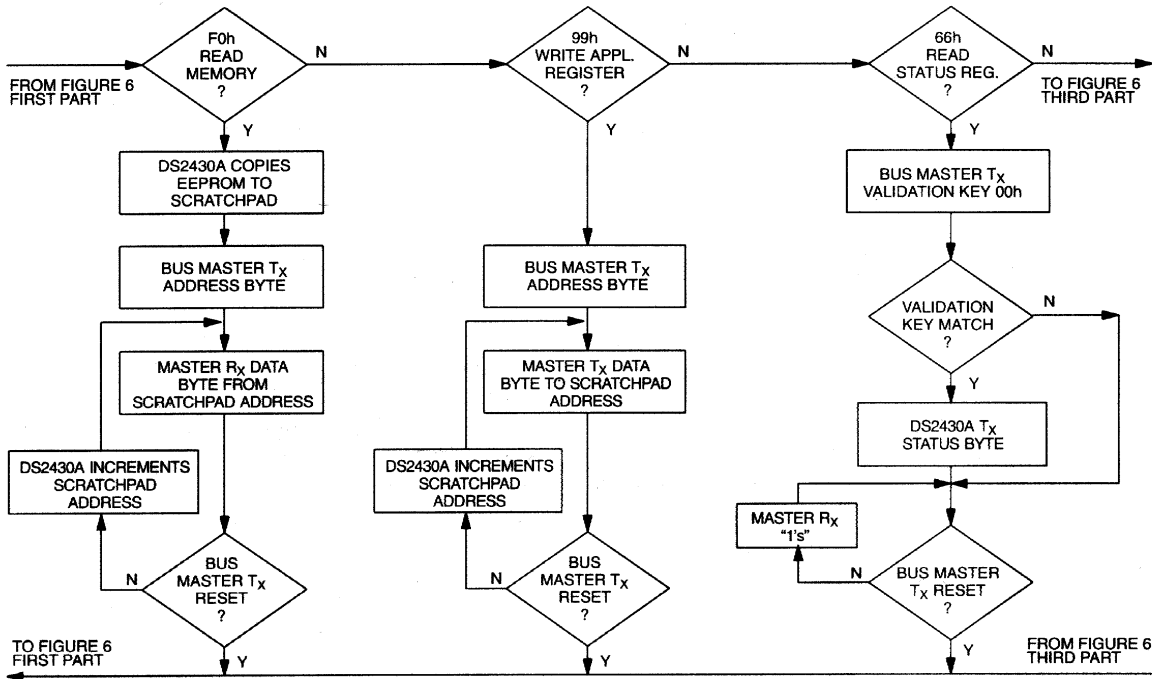 F0h
READ
MEMORY
?
N
Y
FROM FIGURE 6
FIRST PART
99h
WRITE APPL.
REGISTER
?
N
Y
66h
READ
STATUS REG.
?
N
Y
TO FIGURE 6
THIRD PART
DS2430A COPIES
EEPROM TO
SCRATCHPAD
BUS MASTER TX
ADDRESS BYTE
MASTER RX DATA
BYTE FROM
SCRATCHPAD ADDRESS
DS2430A INCREMENTS
SCRATCHPAD
ADDRESS
BUS
MASTER TX
RESET
?
N
Y
BUS MASTER TX
ADDRESS BYTE
MASTER TX DATA
BYTE TO SCRATCHPAD
ADDRESS
DS2430A INCREMENTS
SCRATCHPAD
ADDRESS
BUS
MASTER TX
RESET
?
N
Y
BUS MASTER TX
VALIDATION KEY 00h
VALIDATION
KEY MATCH
?
N
Y
DS2430A TX
STATUS BYTE
MASTER RX
"1's"
BUS MASTER
TX RESET
?
N
Y
TO FIGURE 6
FIRST PART
FROM FIGURE 6
THIRD PART